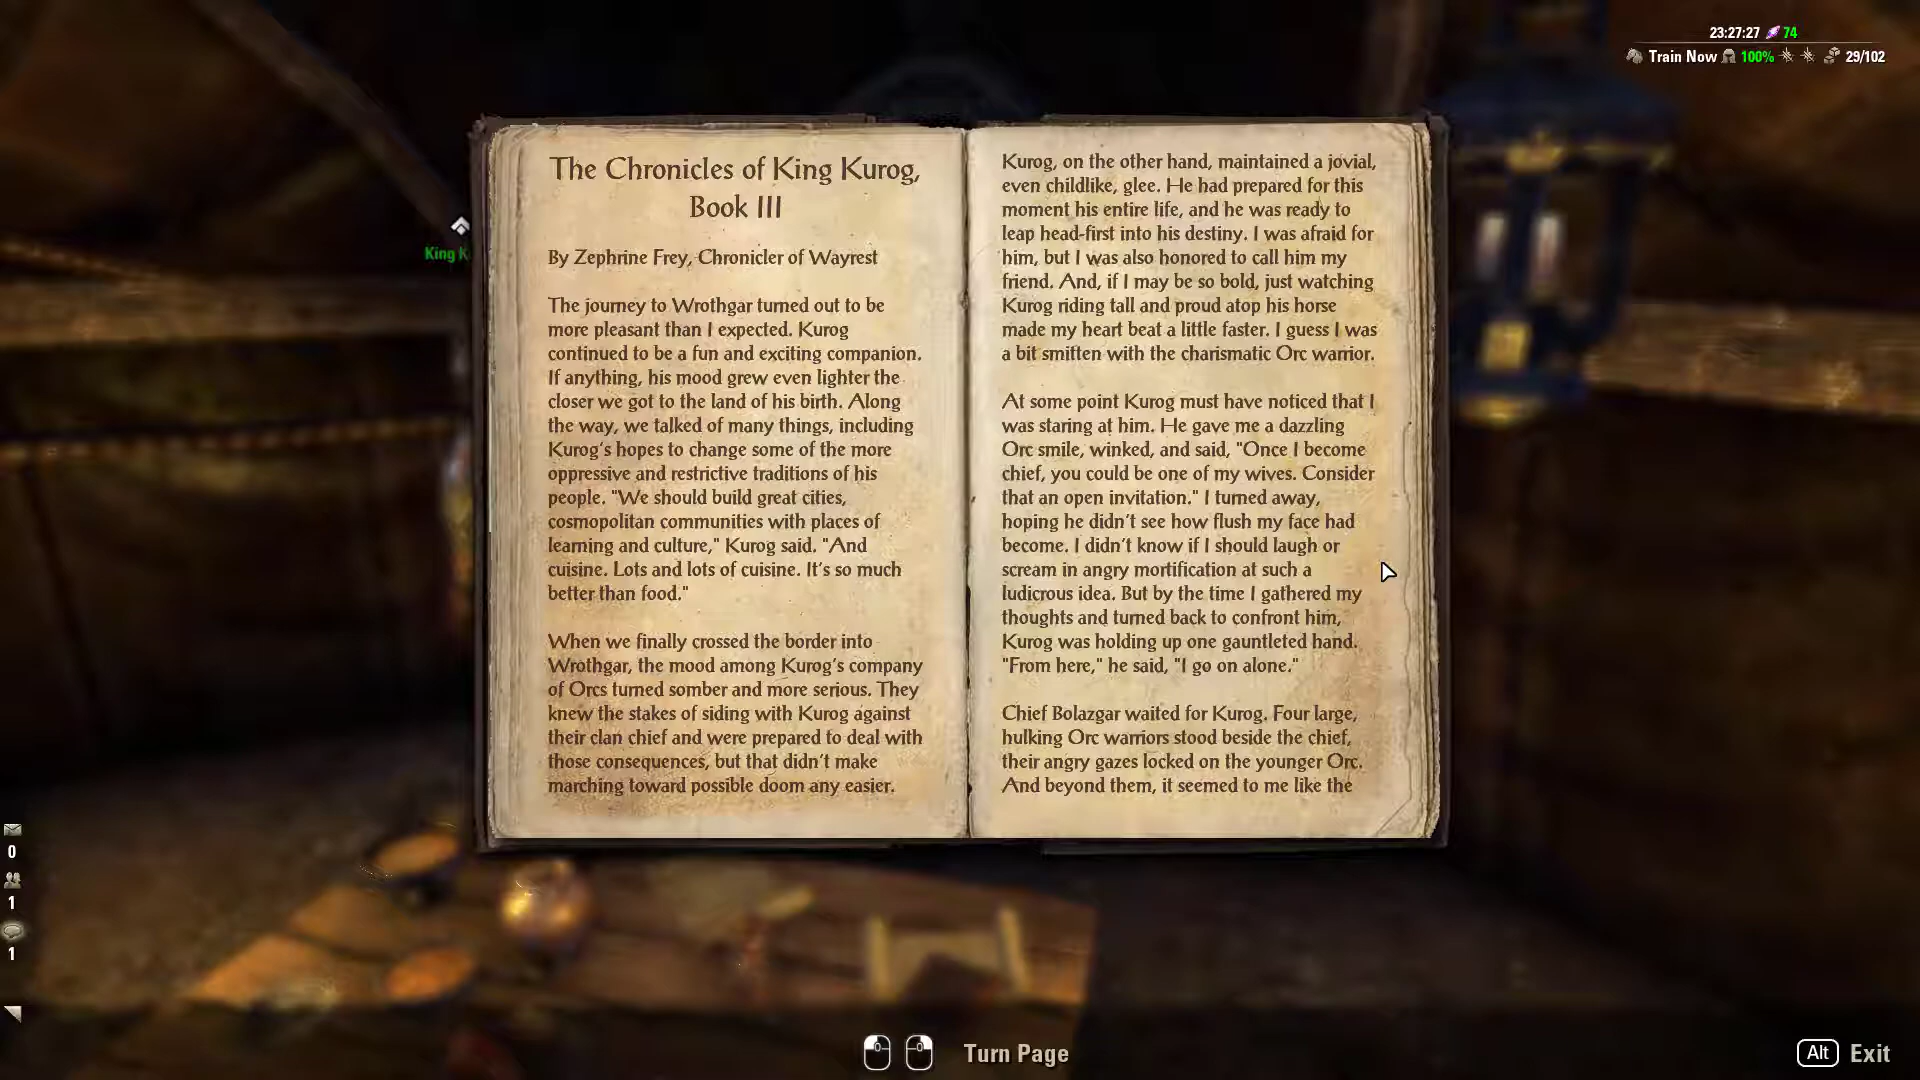 23:27:27 74
Train Now 100% 29/102
The Chronicles of King Kurog,
Book III
By Zephrine Frey, Chronicler of Wayrest
The journey to Wrothgar turned out to be
more pleasant than I expected. Kurog
continued to be a fun and exciting companion.
If anything, his mood grew even lighter the
closer we got to the land of his birth. Along
the way, we talked of many things, including
Kurog's hopes to change some of the more
oppressive and restrictive traditions of his
people. "We should build great cities,
cosmopolitan communities with places of
learning and culture," Kurog said. "And
cuisine. Lots and lots of cuisine. It's so much
better than food."
When we finally crossed the border into
Wrothgar, the mood among Kurog's company
of Orcs turned somber and more serious. They
knew the stakes of siding with Kurog against
their clan chief and were prepared to deal with
those consequences, but that didn't make
marching toward possible doom any easier.
Kurog, on the other hand, maintained a jovial,
even childlike, glee. He had prepared for this
moment his entire life, and he was ready to
leap head-first into his destiny. I was afraid for
him, but I was also honored to call him my
friend. And, if I may be so bold, just watching
Kurog riding tall and proud atop his horse
made my heart beat a little faster. I guess I was
a bit smitten with the charismatic Orc warrior.
At some point Kurog must have noticed that I
was staring at him. He gave me a dazzling
Orc smile, winked, and said, "Once I become
chief, you could be one of my wives. Consider
that an open invitation." I turned away,
hoping he didn't see how flush my face had
become. I didn't know if I should laugh or
scream in angry mortification at such a
ludicrous idea. But by the time I gathered my
thoughts and turned back to confront him,
Kurog was holding up one gauntleted hand.
"From here," he said, "I go on alone."
Chief Bolazgar waited for Kurog. Four large,
hulking Orc warriors stood beside the chief,
their angry gazes locked on the younger Orc.
And beyond them, it seemed to me like the
King K
0
1
1
Turn Page
Alt Exit